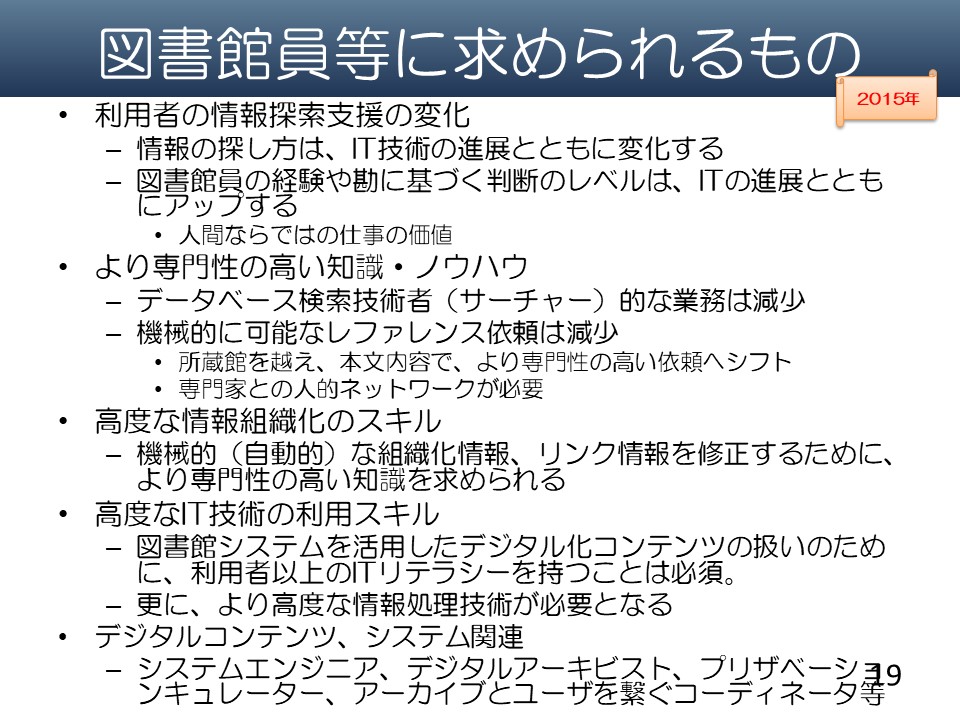 図書館員等に求められるもの
2015年
• 利用者の情報探索支援の変化
– 情報の探し方は、IT技術の進展とともに変化する
– 図書館員の経験や勘に基づく判断のレベルは、ITの進展ととも
にアップする
• 人間ならではの仕事の価値
• より専門性の高い知識・ノウハウ
– データベース検索技術者（サーチャー）的な業務は減少
– 機械的に可能なレファレンス依頼は減少
• 所蔵館を越え、本文内容で、より専門性の高い依頼へシフト
• 専門家との人的ネットワークが必要
• 高度な情報組織化のスキル
– 機械的（自動的）な組織化情報、リンク情報を修正するために、
より専門性の高い知識を求められる
• 高度なIT技術の利用スキル
– 図書館システムを活用したデジタル化コンテンツの扱いのため
に、利用者以上のITリテラシーを持つことは必須。
– 更に、より高度な情報処理技術が必要となる
• デジタルコンテンツ、システム関連
– システムエンジニア、デジタルアーキビスト、プリザベーショ
ンキュレーター、アーカイブとユーザを繋ぐコーディネータ等
19